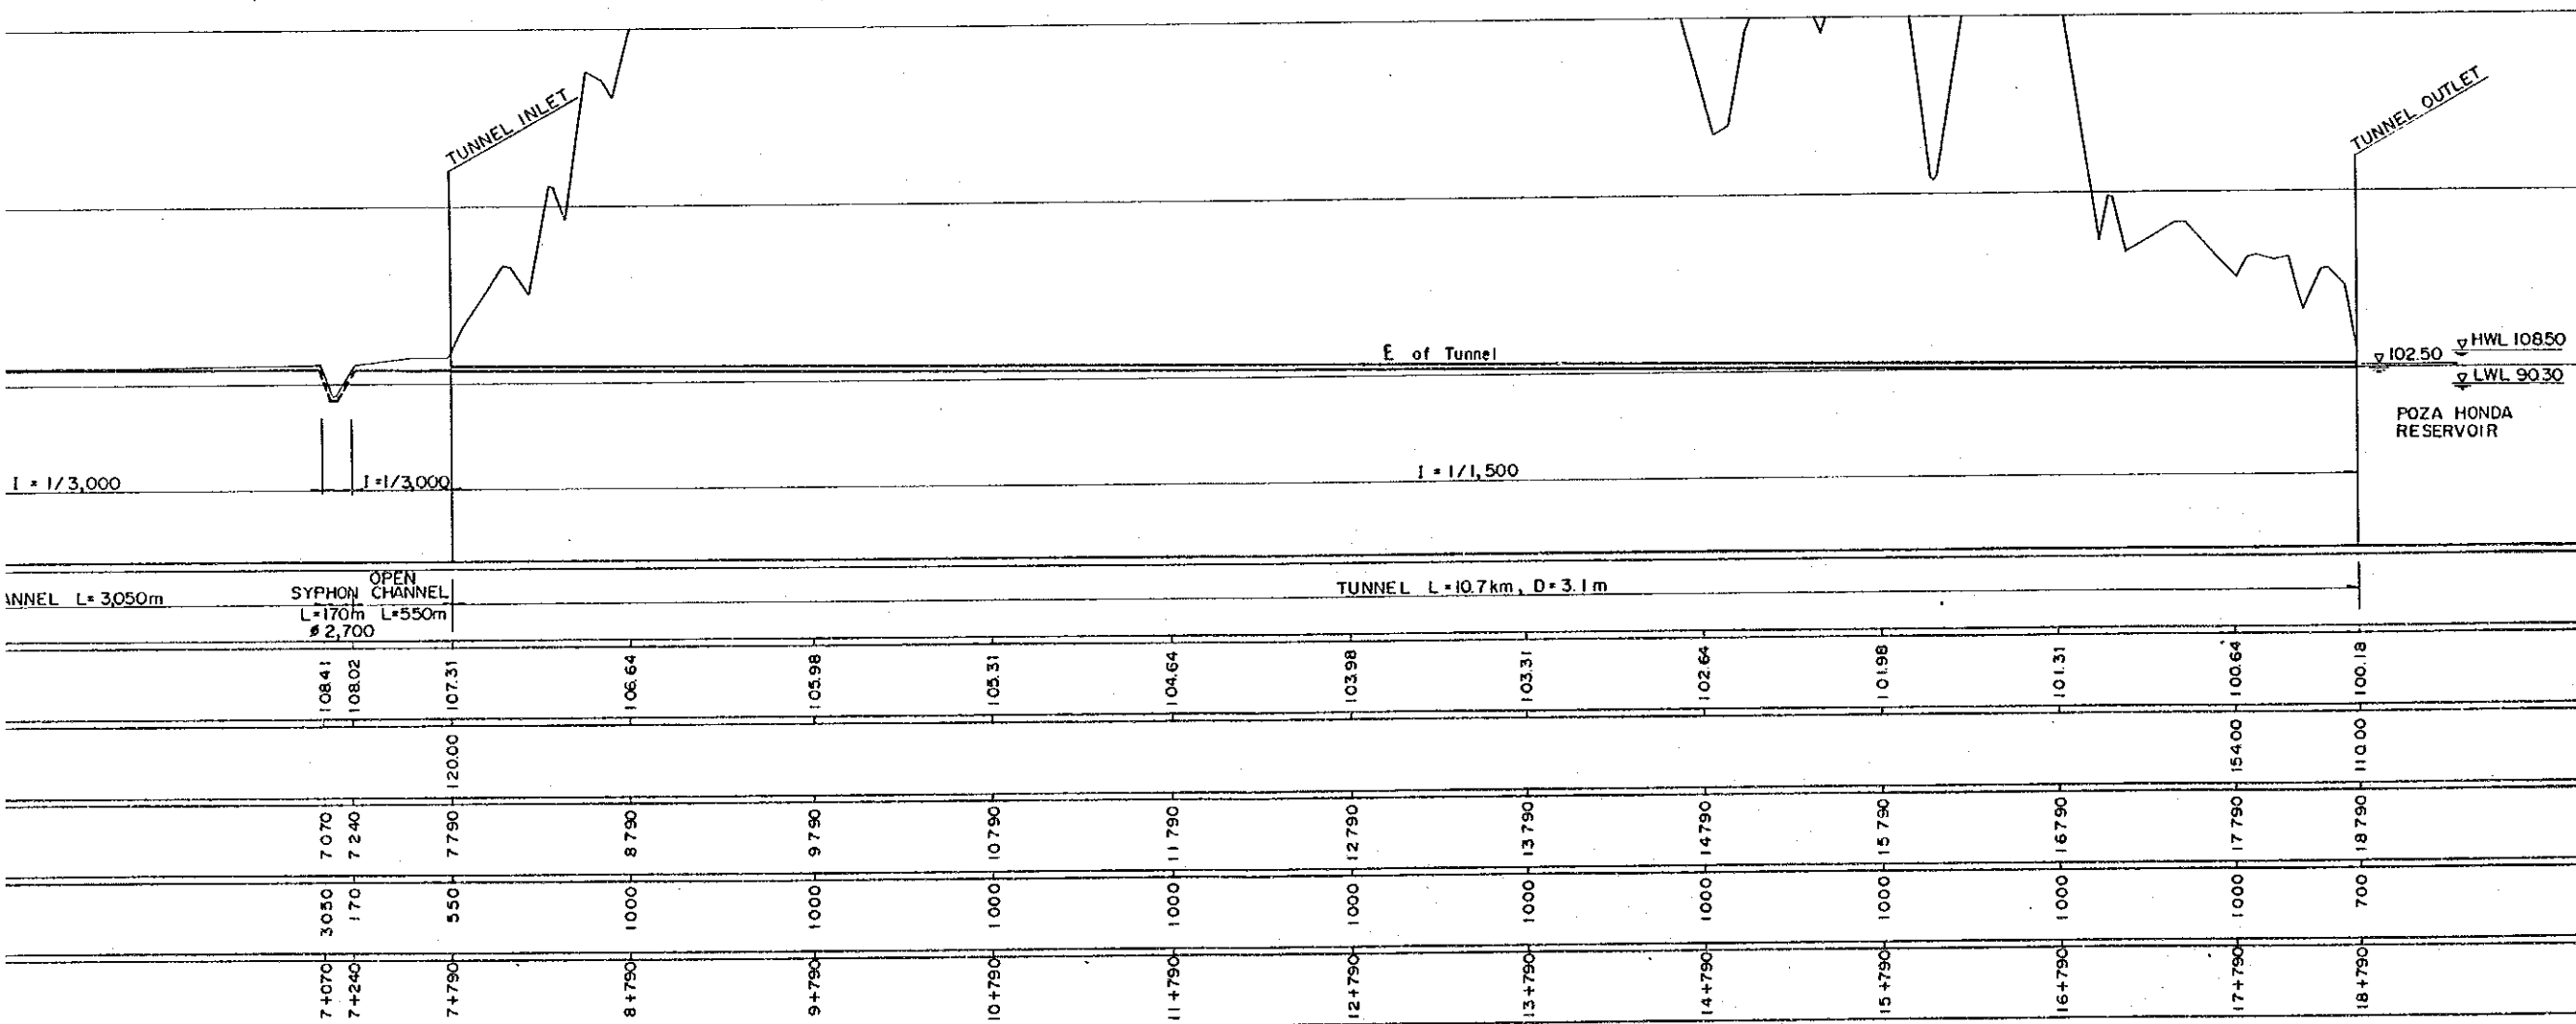 TUNNEL INLET
TUNNEL OUTLET
£ of Tunnel
102.50
HWL 108.50
LWL 90.30
POZA HONDA
RESERVOIR
I = 1/3,000
I = 1/3,000
I = 1/1,500
ANNEL L= 3,050m
SYPHON
L=170m
ø 2,700
OPEN
CHANNEL
L=550m
TUNNEL L=10.7 km, D=3.1 m
108.41 108.02 107.31 106.64 105.98 105.31 104.64 103.98 103.31 102.64 101.98 101.31 100.64 100.18
120.00 154.00 110.00
7070 7240 7790 8790 9790 10790 11790 12790 13790 14790 15790 16790 17790 18790
3050 170 550 1000 1000 1000 1000 1000 1000 1000 1000 1000 1000 700
7+070 7+240 7+790 8+790 9+790 10+790 11+790 12+790 13+790 14+790 15+790 16+790 17+790 18+790